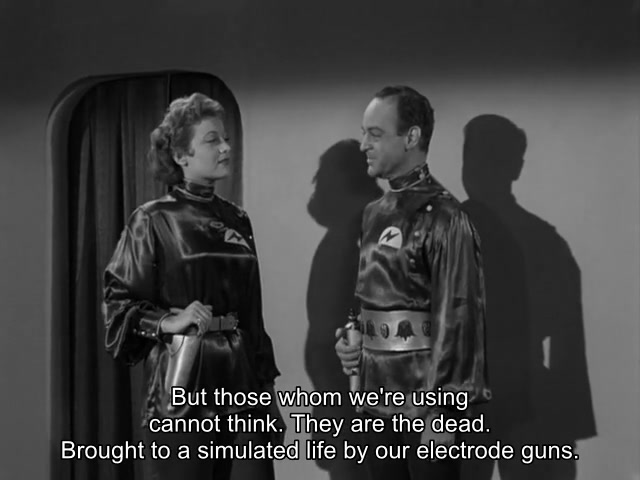 But those whom we're using
cannot think. They are the dead.
Brought to a simulated life by our electrode guns.